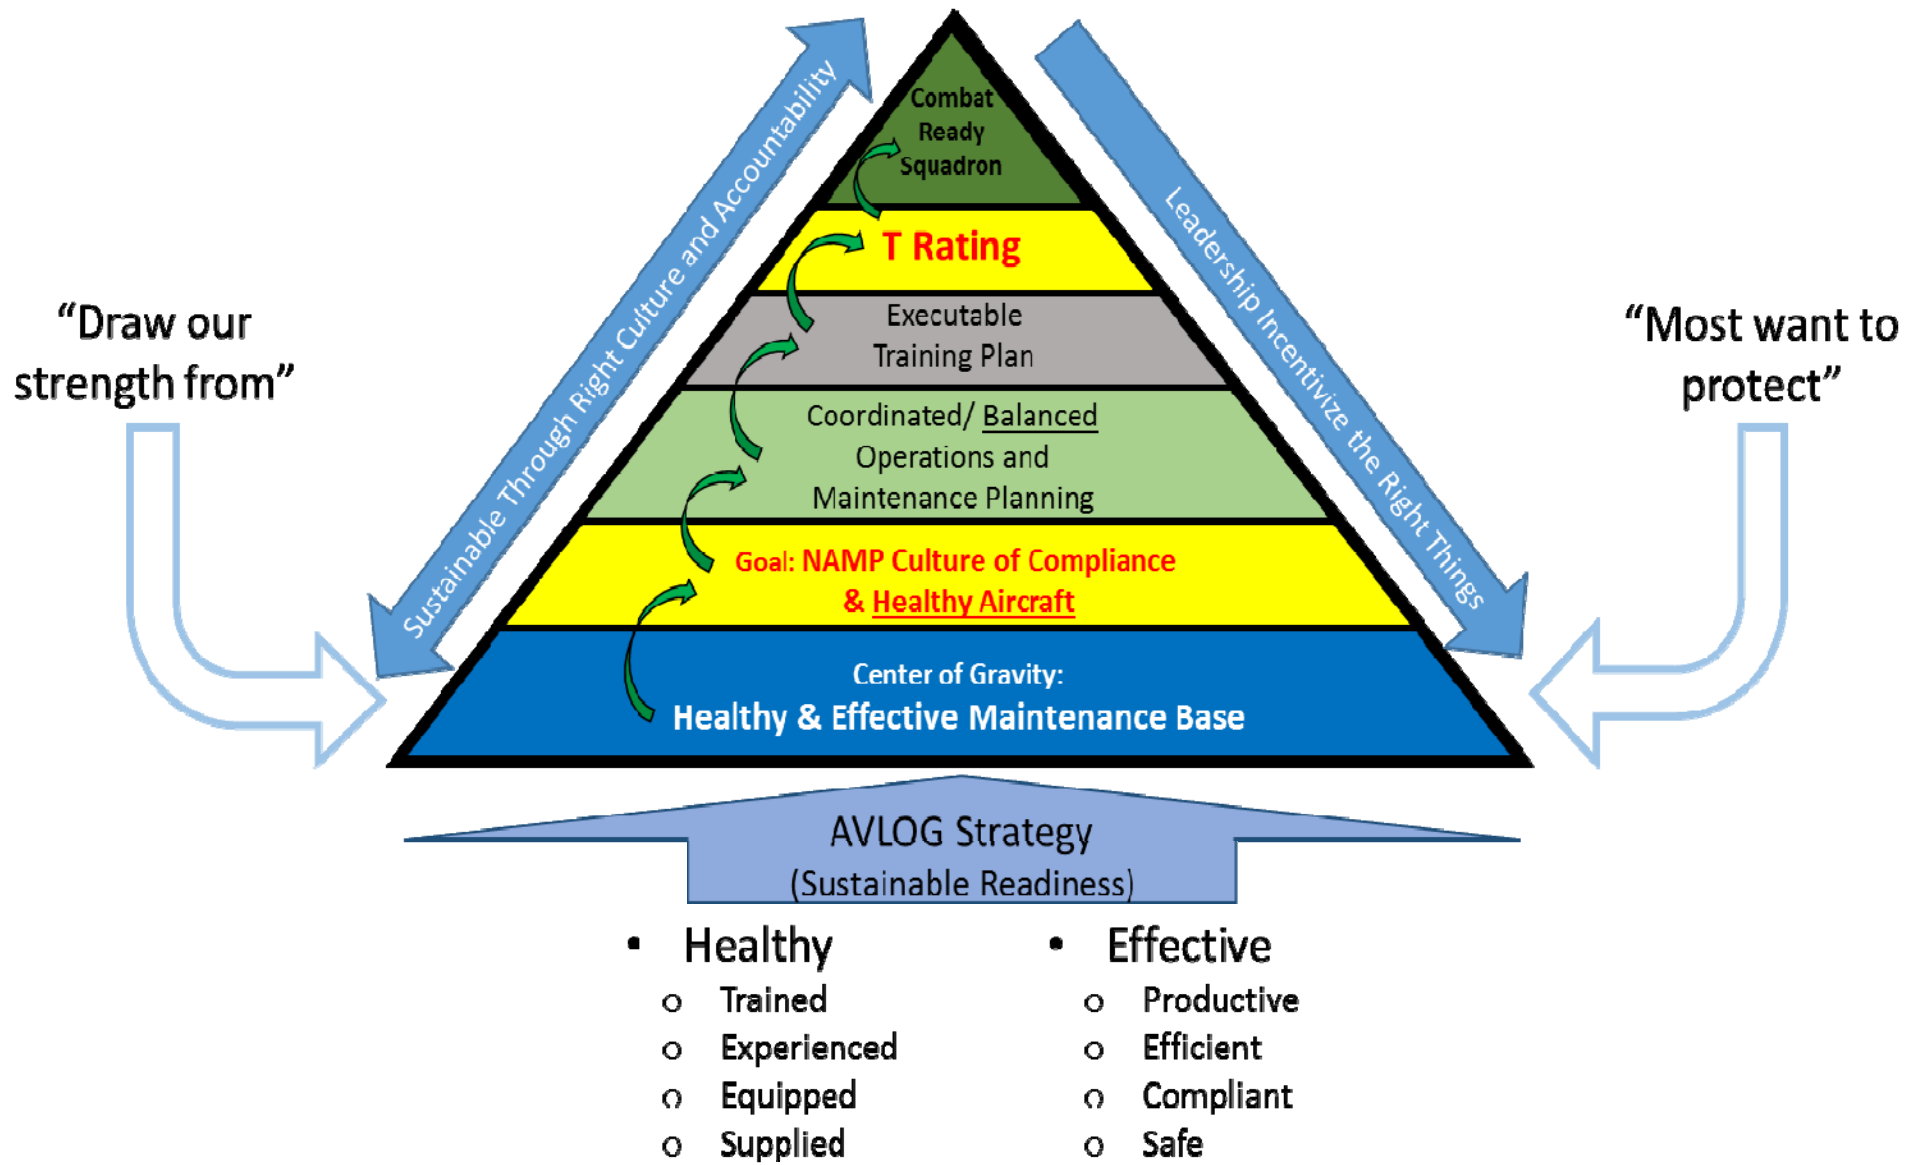 Combat
Ready
Squadron
T Rating
Executable
Training Plan
Coordinated/ Balanced
Operations and
Maintenance Planning
Goal: NAMP Culture of Compliance
& Healthy Aircraft
Center of Gravity:
Healthy & Effective Maintenance Base
Sustainable Through Right Culture and Accountability
Leadership Incentivize the Right Things
“Draw our
strength from”
“Most want to
protect”
AVLOG Strategy
(Sustainable Readiness)
• Healthy
o Trained
o Experienced
o Equipped
o Supplied
• Effective
o Productive
o Efficient
o Compliant
o Safe